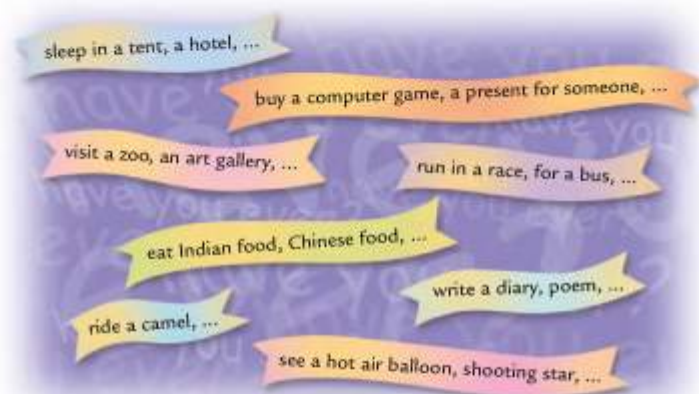 sleep in a tent, a hotel, ...
buy a computer game, a present for someone, ...
visit a zoo, an art gallery, ...
run in a race, for a bus, ...
eat Indian food, Chinese food, ...
write a diary, poem, ...
ride a camel, ...
see a hot air balloon, shooting star, ...